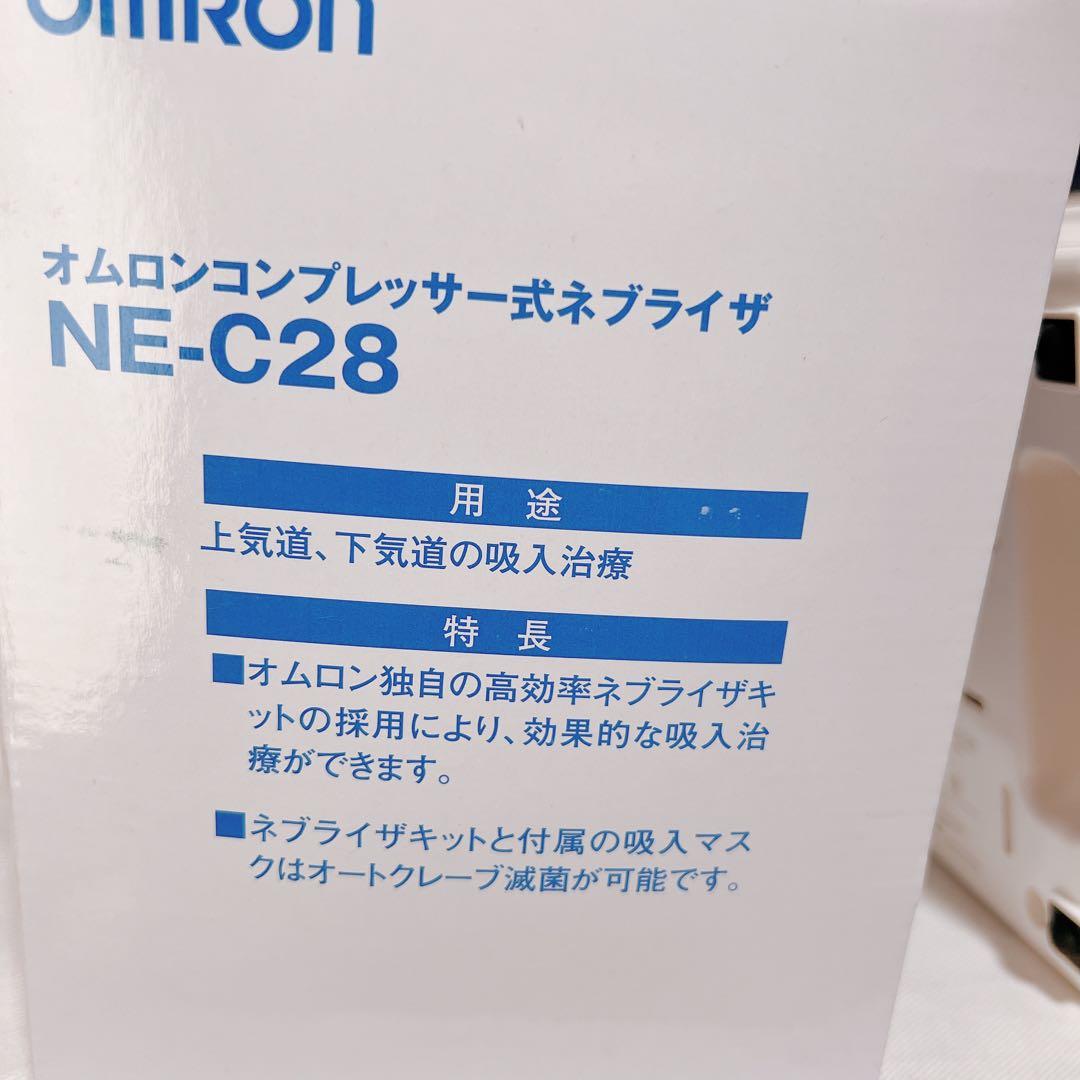 OMRON
オムロンコンプレッサー式ネブライザ
NE-C28
用途
上気道、下気道の吸入治療
特長
■オムロン独自の高効率ネブライザキ
ットの採用により、効果的な吸入治
療ができます。
■ネブライザキットと付属の吸入マス
クはオートクレーブ滅菌が可能です。